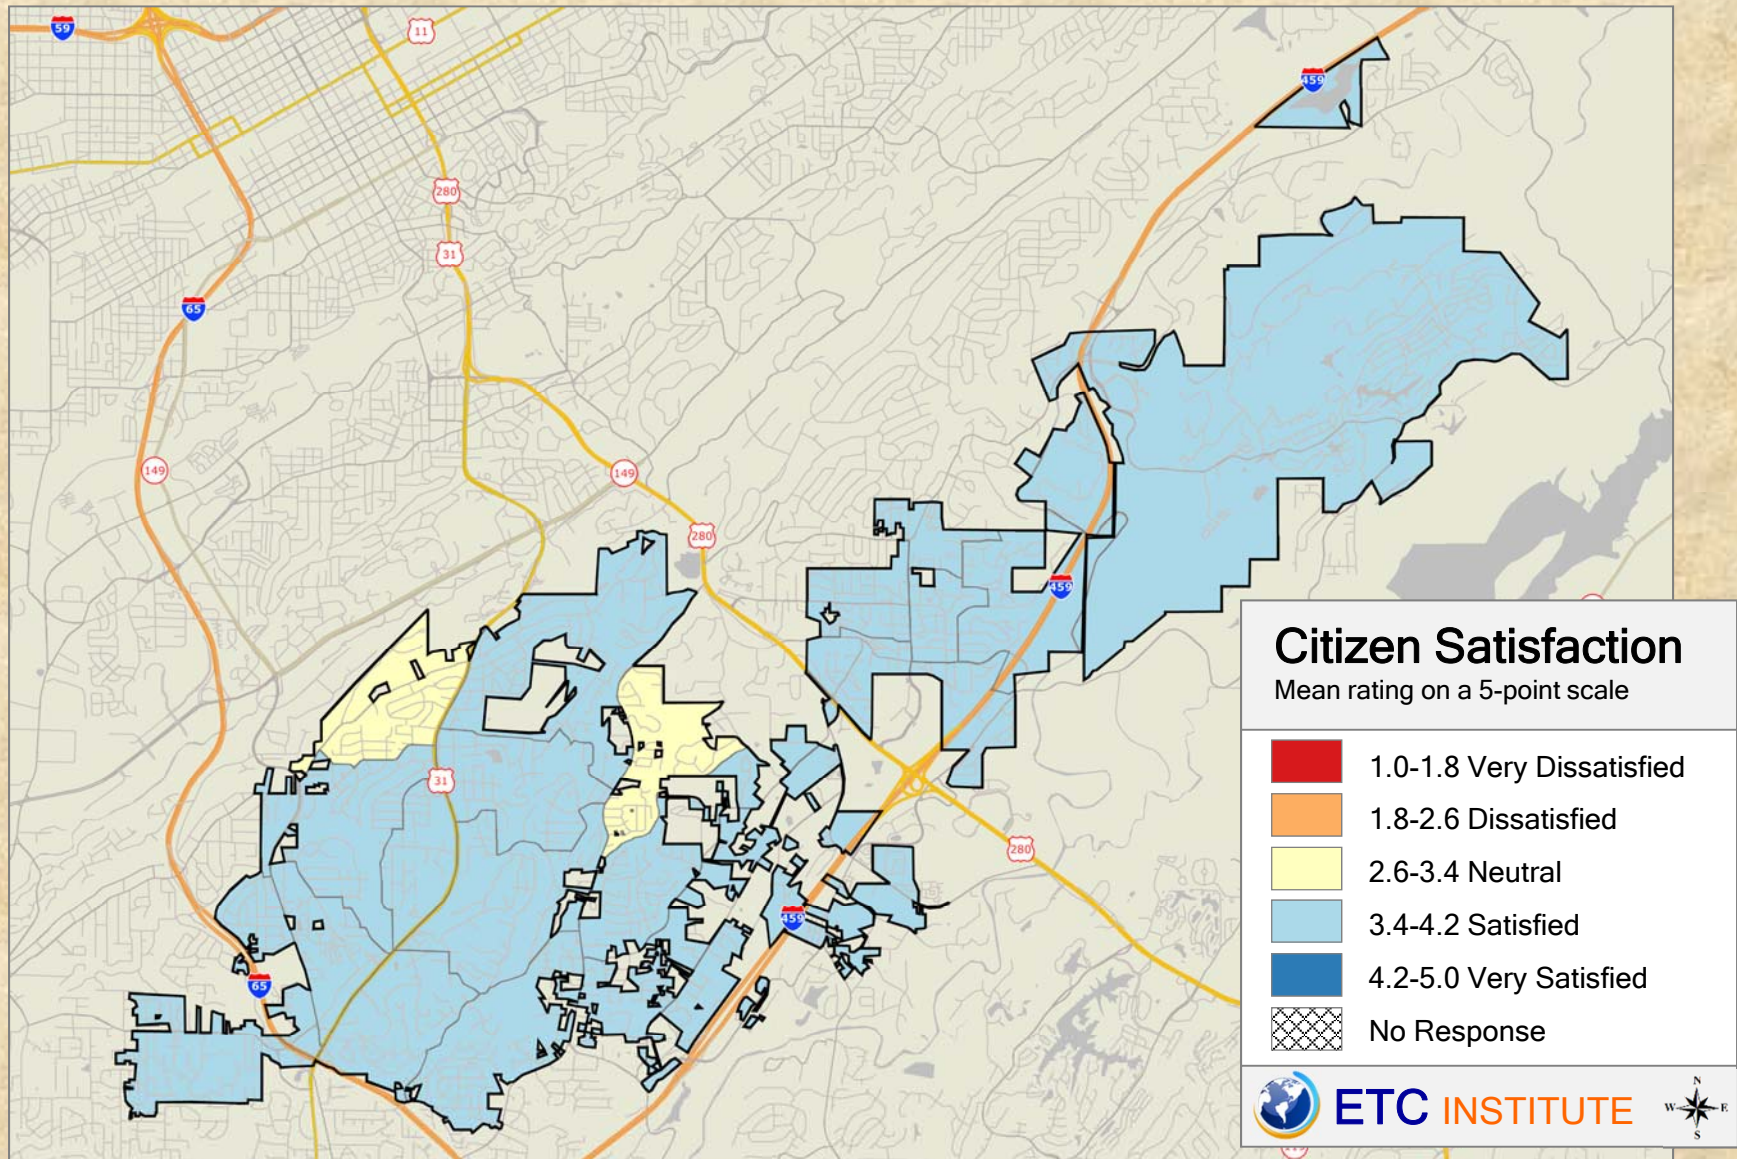 59
11
459
280
31
65
149
149
280
459
31
280
459
65
Citizen Satisfaction
Mean rating on a 5-point scale
1.0-1.8 Very Dissatisfied
1.8-2.6 Dissatisfied
2.6-3.4 Neutral
3.4-4.2 Satisfied
4.2-5.0 Very Satisfied
No Response
ETC INSTITUTE
N
W E
S